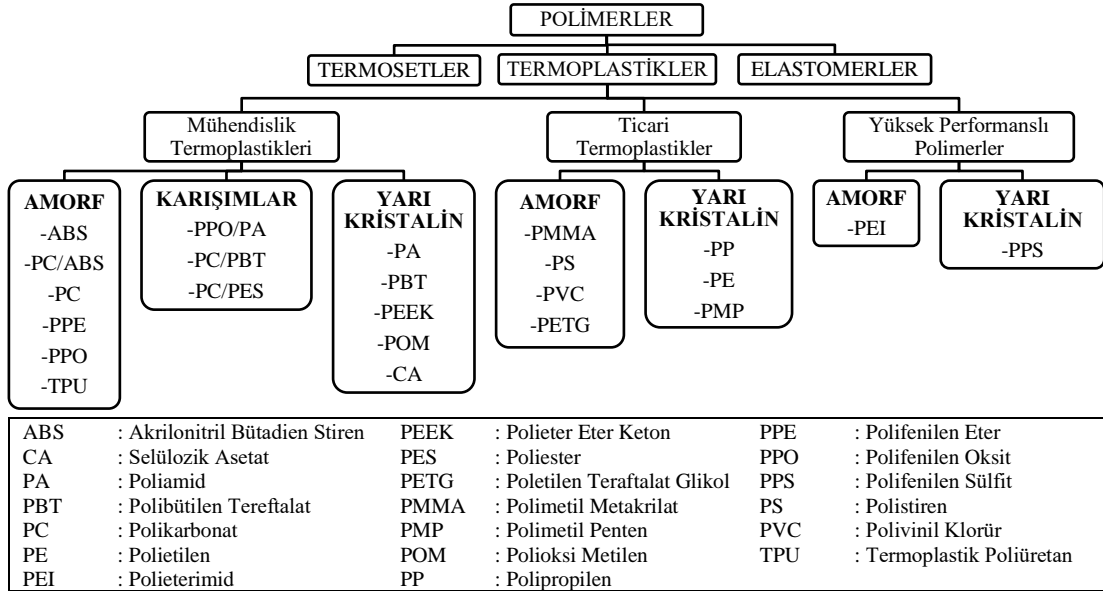 POLİMERLER
TERMOSETLER
TERMOPLASTİKLER
ELASTOMERLER
Mühendislik
Termoplastikleri
Ticari
Termoplastikler
Yüksek Performanslı
Polimerler
AMORF
-ABS
-PC/ABS
-PC
-PPE
-PPO
-TPU
KARIŞIMLAR
-PPO/PA
-PC/PBT
-PC/PES
YARI
KRİSTALİN
-PA
-PBT
-PEEK
-POM
-CA
AMORF
-PMMA
-PS
-PVC
-PETG
YARI
KRİSTALİN
-PP
-PE
-PMP
AMORF
-PEI
YARI
KRİSTALİN
-PPS
ABS : Akrilonitril Bütadien Stiren PEEK : Polieter Eter Keton PPE : Polifenilen Eter
CA : Selülozik Asetat PES : Poliester PPO : Polifenilen Oksit
PA : Poliamid PETG : Poletilen Teraftalat Glikol PPS : Polifenilen Sülfit
PBT : Polibütilen Tereftalat PMMA : Polimetil Metakrilat PS : Polistiren
PC : Polikarbonat PMP : Polimetil Penten PVC : Polivinil Klorür
PE : Polietilen POM : Polioksi Metilen TPU : Termoplastik Poliüretan
PEI : Polieterimid PP : Polipropilen